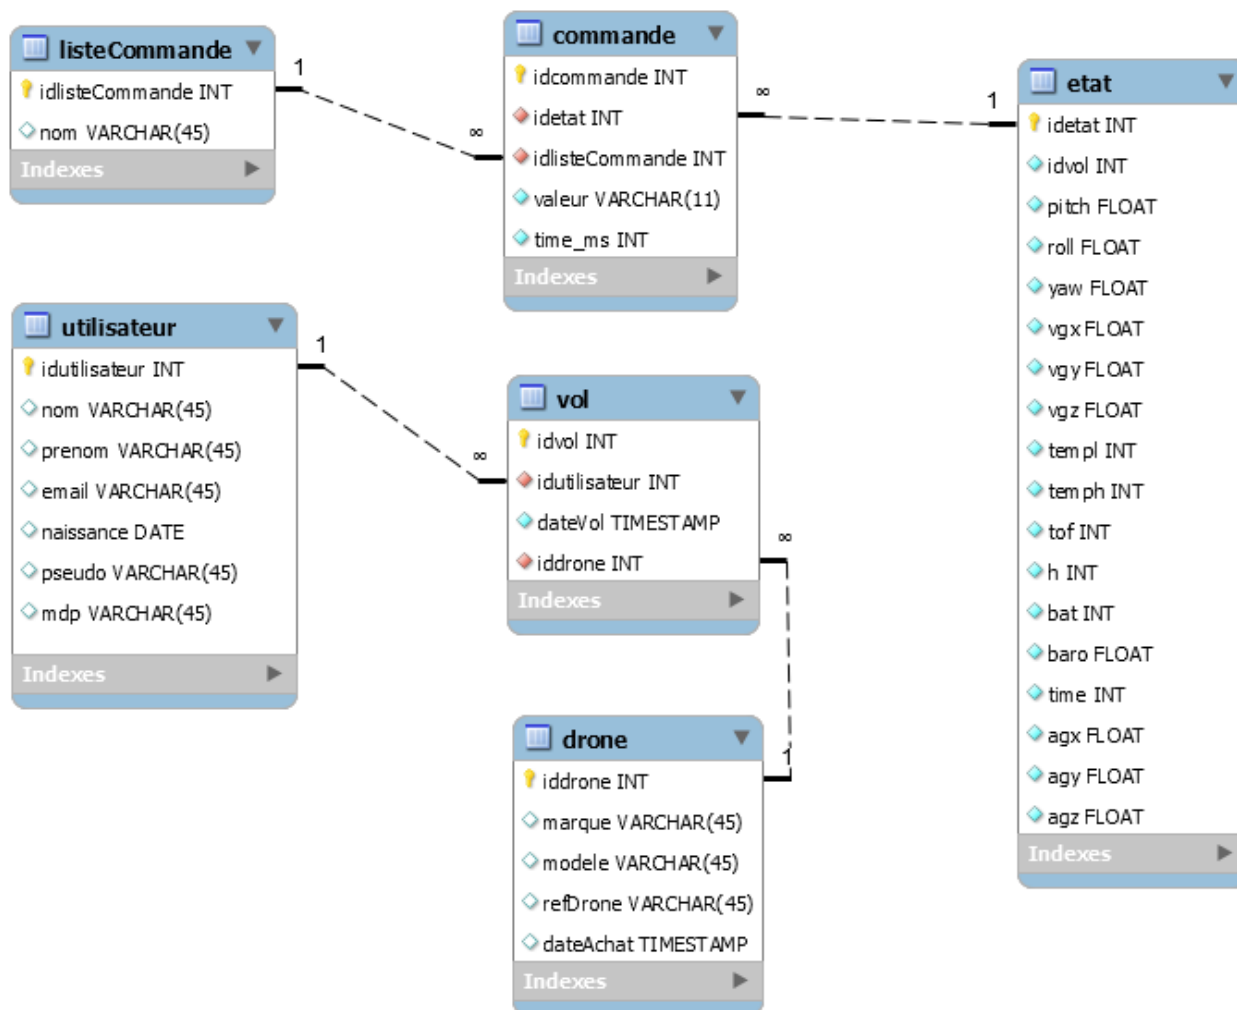 listeCommande
idlisteCommande INT
nom VARCHAR(45)
Indexes
1
∞
commande
idcommande INT
idetat INT
idlisteCommande INT
valeur VARCHAR(11)
time_ms INT
Indexes
∞
1
etat
idetat INT
idvol INT
pitch FLOAT
roll FLOAT
yaw FLOAT
vgx FLOAT
vgy FLOAT
vgz FLOAT
templ INT
temph INT
tof INT
h INT
bat INT
baro FLOAT
time INT
agx FLOAT
agy FLOAT
agz FLOAT
Indexes
utilisateur
idutilisateur INT
nom VARCHAR(45)
prenom VARCHAR(45)
email VARCHAR(45)
naissance DATE
pseudo VARCHAR(45)
mdp VARCHAR(45)
Indexes
1
∞
vol
idvol INT
idutilisateur INT
dateVol TIMESTAMP
iddrone INT
Indexes
∞
1
drone
iddrone INT
marque VARCHAR(45)
modele VARCHAR(45)
refDrone VARCHAR(45)
dateAchat TIMESTAMP
Indexes